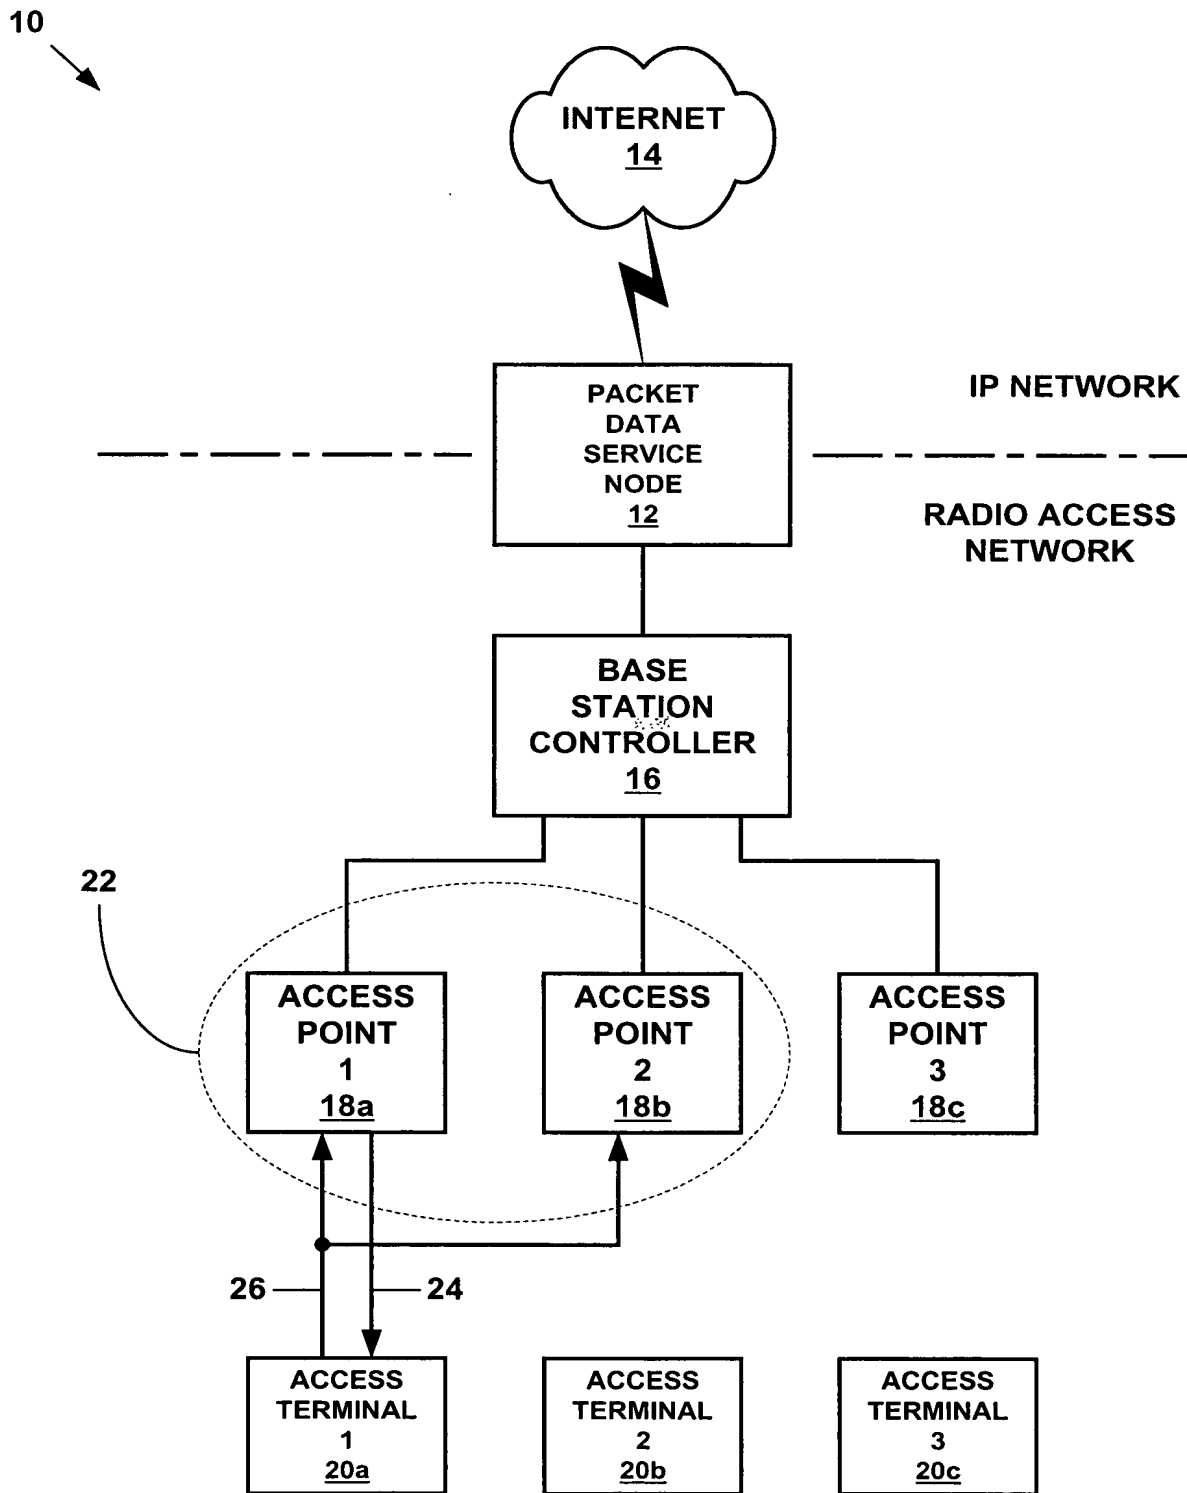 10
INTERNET
14
PACKET
DATA
SERVICE
NODE
12
IP NETWORK
RADIO ACCESS
NETWORK
BASE
STATION
CONTROLLER
16
22
ACCESS
POINT
1
18a
ACCESS
POINT
2
18b
ACCESS
POINT
3
18c
26
24
ACCESS
TERMINAL
1
20a
ACCESS
TERMINAL
2
20b
ACCESS
TERMINAL
3
20c